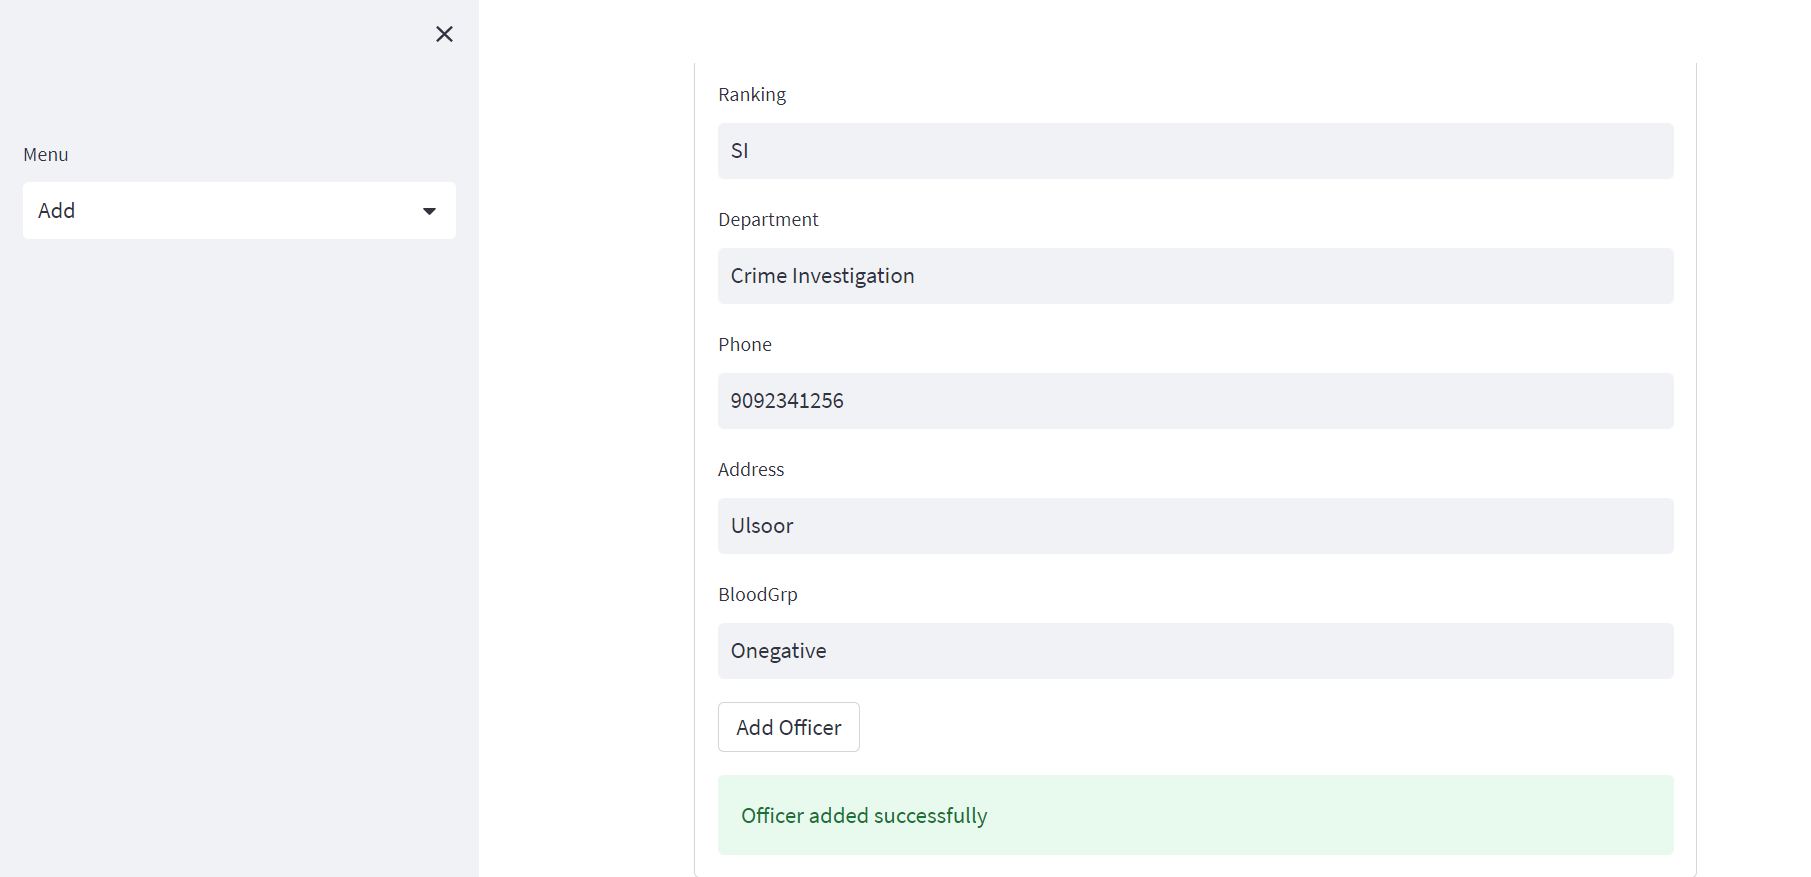 Menu
Add
Ranking
SI
Department
Crime Investigation
Phone
9092341256
Address
Ulsoor
BloodGrp
Onegative
Add Officer
Officer added successfully